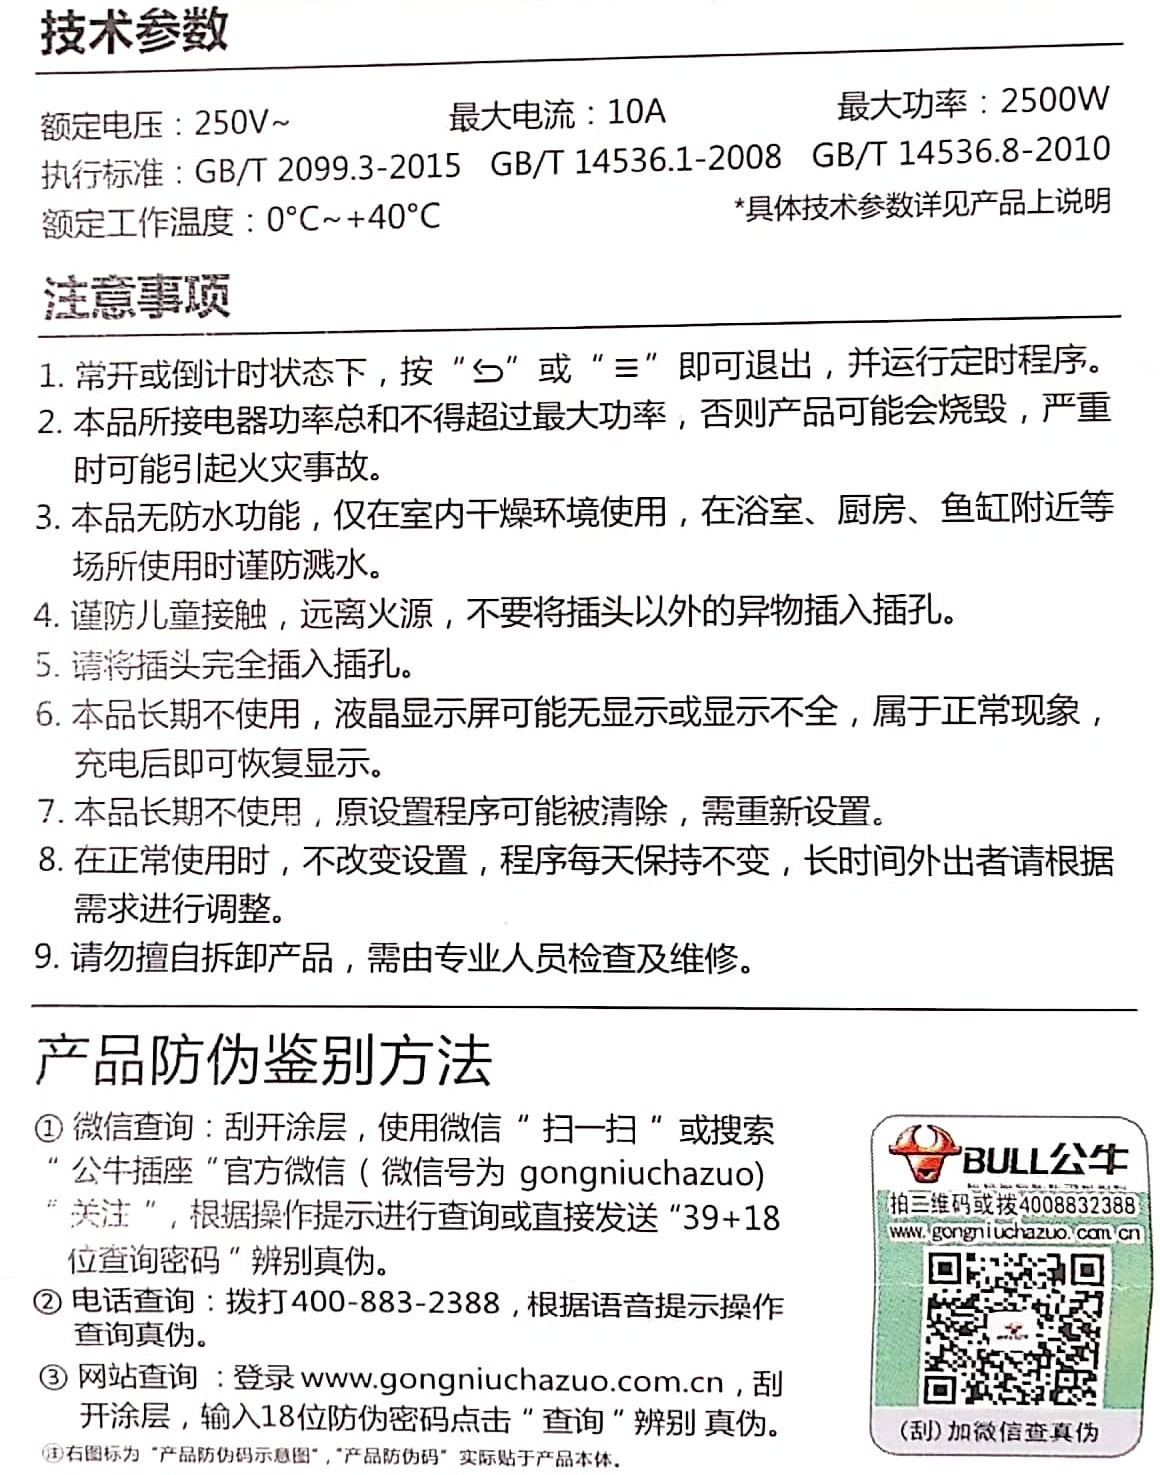 技术参数
额定电压：250V~ 最大电流：10A 最大功率：2500W
执行标准：GB/T 2099.3-2015 GB/T 14536.1-2008 GB/T 14536.8-2010
额定工作温度：0°C~+40°C *具体技术参数详见产品上说明
注意事项
1. 常开或倒计时状态下，按“⮌”或“☰”即可退出，并运行定时程序。
2. 本品所接电器功率总和不得超过最大功率，否则产品可能会烧毁，严重
时可能引起火灾事故。
3. 本品无防水功能，仅在室内干燥环境使用，在浴室、厨房、鱼缸附近等
场所使用时谨防溅水。
4. 谨防儿童接触，远离火源，不要将插头以外的异物插入插孔。
5. 请将插头完全插入插孔。
6. 本品长期不使用，液晶显示屏可能无显示或显示不全，属于正常现象，
充电后即可恢复显示。
7. 本品长期不使用，原设置程序可能被清除，需重新设置。
8. 在正常使用时，不改变设置，程序每天保持不变，长时间外出者请根据
需求进行调整。
9. 请勿擅自拆卸产品，需由专业人员检查及维修。
产品防伪鉴别方法
① 微信查询：刮开涂层，使用微信“扫一扫”或搜索
“公牛插座”官方微信(微信号为 gongniuchazuo)
“关注”，根据操作提示进行查询或直接发送“39+18
位查询密码”辨别真伪。
② 电话查询：拨打400-883-2388，根据语音提示操作
查询真伪。
③ 网站查询：登录www.gongniuchazuo.com.cn，刮
开涂层，输入18位防伪密码点击“查询”辨别 真伪。
㊟右图标为“产品防伪码示意图”，“产品防伪码”实际贴于产品本体．
BULL公牛
拍二维码或拨4008832388
www.gongniuchazuo.com.cn
(刮)加微信查真伪